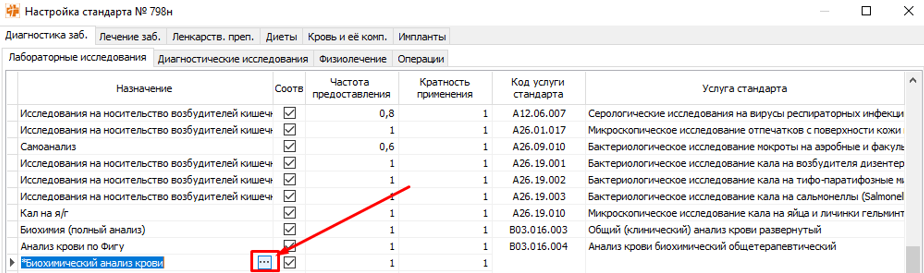 Настройка стандарта № 798н
Диагностика заб. Лечение заб. Ленкарств. преп. Диеты Кровь и её комп. Импланты
Лабораторные исследования Диагностические исследования Физиолечение Операции
Назначение Соотв Частота предоставления Кратность применения Код услуги стандарта Услуга стандарта
Исследования на носительство возбудителей кишечн 0,8 1 A12.06.007 Серологические исследования на вирусы респираторных инфекци
Исследования на носительство возбудителей кишечн 1 1 A26.01.017 Микроскопическое исследование отпечатков с поверхности кожи
Самоанализ 0,6 1 A26.09.010 Бактериологическое исследование мокроты на аэробные и факуль
Исследования на носительство возбудителей кишечн 1 1 A26.19.001 Бактериологическое исследование кала на возбудителя дизентер
Исследования на носительство возбудителей кишечн 1 1 A26.19.002 Бактериологическое исследование кала на тифо-паратифозные м
Исследования на носительство возбудителей кишечн 1 1 A26.19.003 Бактериологическое исследование кала на сальмонеллы (Salmonel
Кал на я/г 1 1 A26.19.010 Микроскопическое исследование кала на яйца и личинки гельминт
Биохимия (полный анализ) 1 1 B03.016.003 Общий (клинический) анализ крови развернутый
Анализ крови по Фигу 1 1 B03.016.004 Анализ крови биохимический общетерапевтический
*Биохимический анализ крови ... 1 1